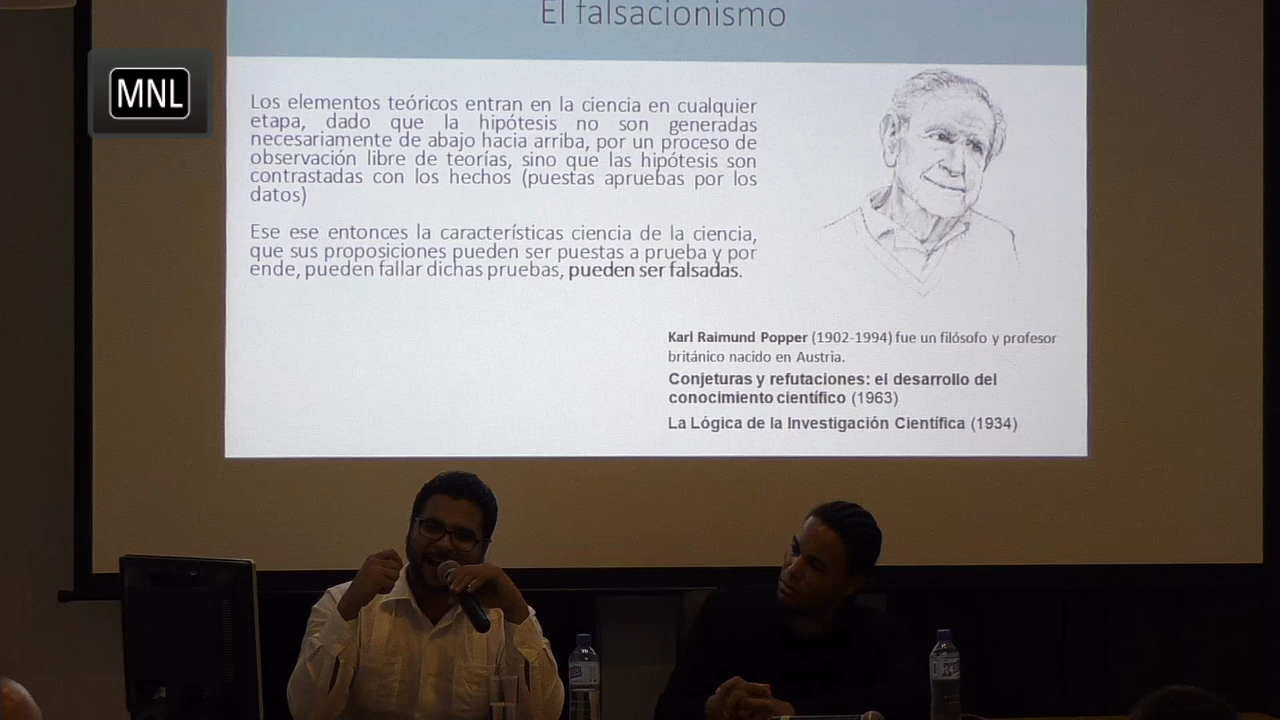 El falsacionismo
MNL
Los elementos teóricos entran en la ciencia en cualquier
etapa, dado que la hipótesis no son generadas
necesariamente de abajo hacia arriba, por un proceso de
observación libre de teorías, sino que las hipótesis son
contrastadas con los hechos (puestas apruebas por los
datos)
Ese ese entonces la características ciencia de la ciencia,
que sus proposiciones pueden ser puestas a prueba y por
ende, pueden fallar dichas pruebas, pueden ser falsadas.
Karl Raimund Popper (1902-1994) fue un filósofo y profesor
británico nacido en Austria.
Conjeturas y refutaciones: el desarrollo del
conocimiento científico (1963)
La Lógica de la Investigación Científica (1934)